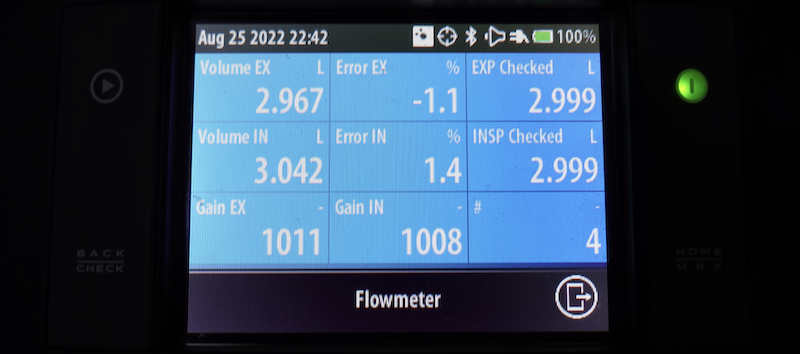 Aug 25 2022 22:42 100%
Volume EX L Error EX % EXP Checked L
2.967 -1.1 2.999
Volume IN L Error IN % INSP Checked L
3.042 1.4 2.999
Gain EX - Gain IN - # -
1011 1008 4
BACK HOME
CHECK MRK
Flowmeter